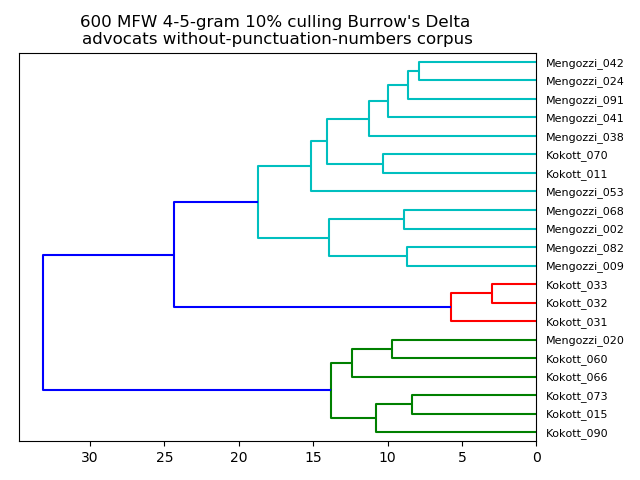 600 MFW 4-5-gram 10% culling Burrow's Delta
advocats without-punctuation-numbers corpus
Mengozzi_042
Mengozzi_024
Mengozzi_091
Mengozzi_041
Mengozzi_038
Kokott_070
Kokott_011
Mengozzi_053
Mengozzi_068
Mengozzi_002
Mengozzi_082
Mengozzi_009
Kokott_033
Kokott_032
Kokott_031
Mengozzi_020
Kokott_060
Kokott_066
Kokott_073
Kokott_015
Kokott_090
30 25 20 15 10 5 0